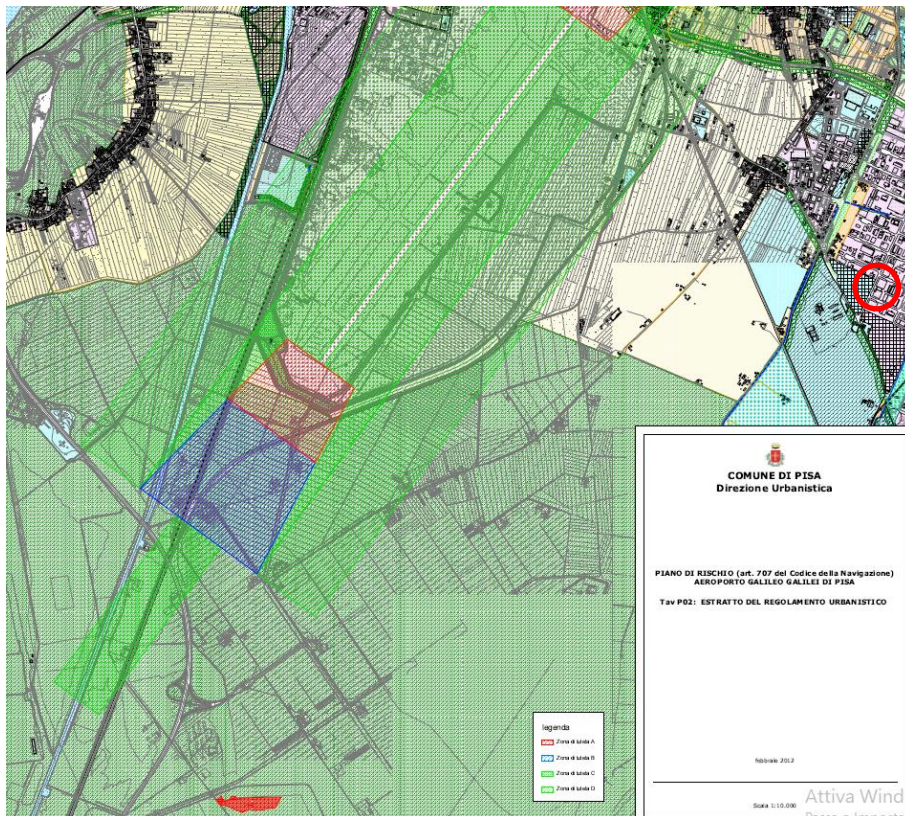 COMUNE DI PISA
Direzione Urbanistica
PIANO DI RISCHIO (art. 707 del Codice della Navigazione)
AEROPORTO GALILEO GALILEI DI PISA
Tav P02: ESTRATTO DEL REGOLAMENTO URBANISTICO
febbraio 2012
Scala 1:10.000
legenda
Zona di tutela A
Zona di tutela B
Zona di tutela C
Zona di tutela D
Attiva Wind